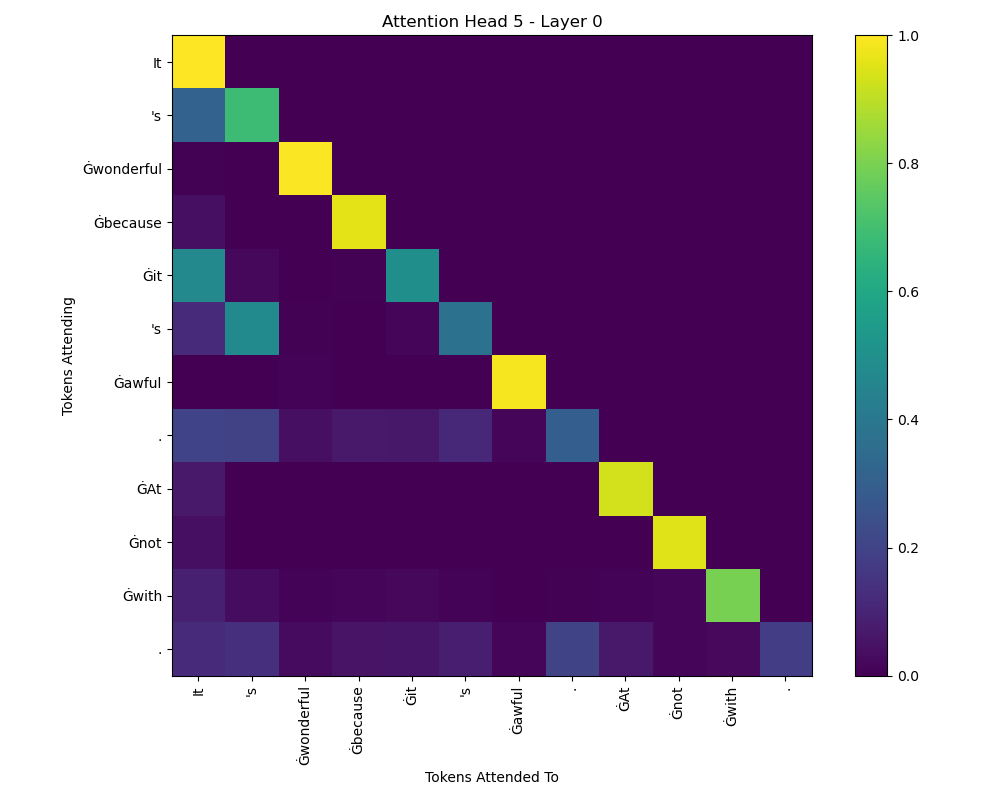 Attention Head 5 - Layer 0
Tokens Attending
It
's
Ġwonderful
Ġbecause
Ġit
's
Ġawful
.
ĠAt
Ġnot
Ġwith
.
It
's
Ġwonderful
Ġbecause
Ġit
's
Ġawful
.
ĠAt
Ġnot
Ġwith
.
Tokens Attended To
1.0
0.8
0.6
0.4
0.2
0.0